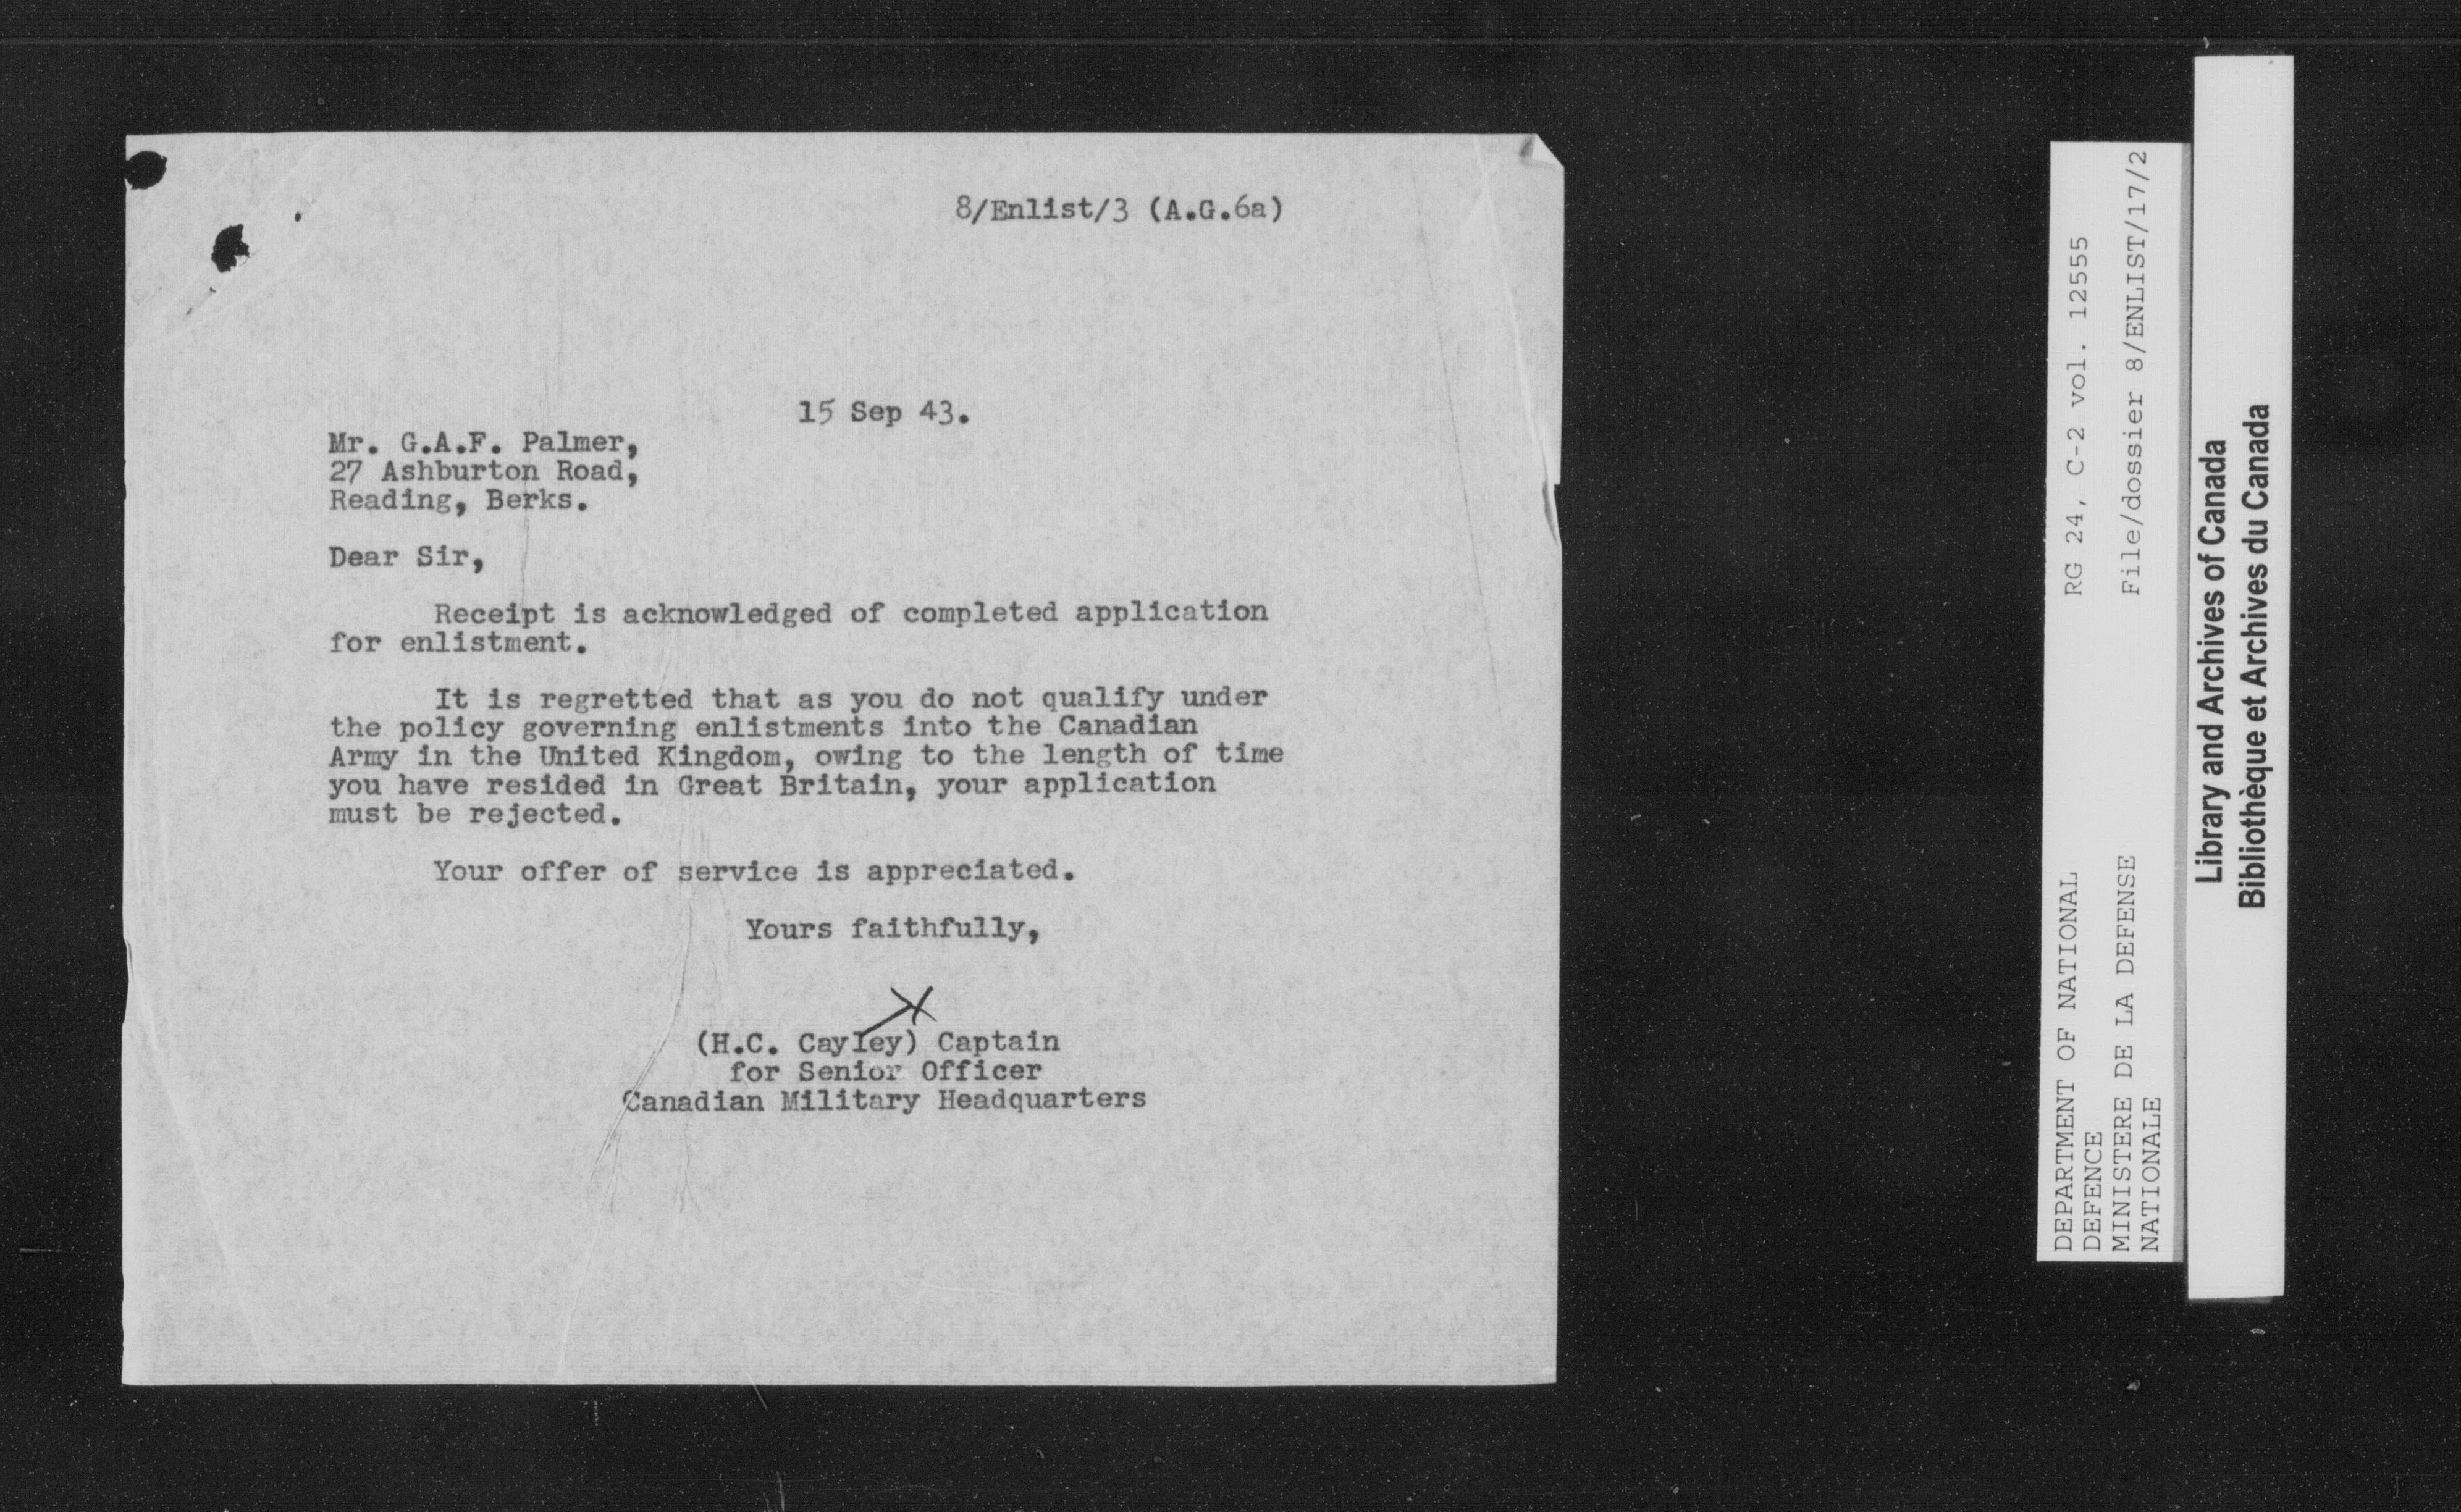 8/Enlist/3 (A.G.6a)
15 Sep 43.
Mr. G.A.F. Palmer,
27 Ashburton Road,
Reading, Berks.
Dear Sir,
Receipt is acknowledged of completed application
for enlistment.
It is regretted that as you do not qualify under
the policy governing enlistments into the Canadian
Army in the United Kingdom, owing to the length of time
you have resided in Great Britain, your application
must be rejected.
Your offer of service is appreciated.
Yours faithfully,
(H.C. Cayley) Captain
for Senior Officer
Canadian Military Headquarters
DEPARTMENT OF NATIONAL
DEFENCE
MINISTERE DE LA DEFENSE
NATIONALE
RG 24, C-2 vol. 12555
File/dossier 8/ENLIST/17/2
Library and Archives of Canada
Bibliothèque et Archives du Canada